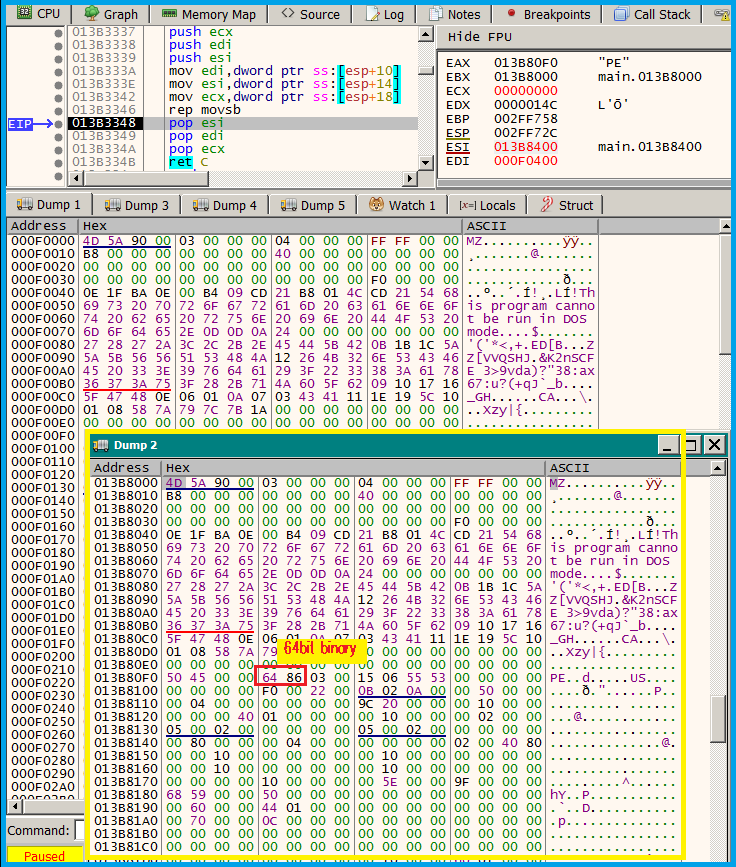 CPU Graph Memory Map Source Log Notes Breakpoints Call Stack
013B3337 push ecx
013B3338 push edi
013B3339 push esi
013B333A mov edi,dword ptr ss:[esp+10]
013B333E mov esi,dword ptr ss:[esp+14]
013B3342 mov ecx,dword ptr ss:[esp+18]
013B3346 rep movsb
EIP 013B3348 pop esi
013B3349 pop edi
013B334A pop ecx
013B334B ret C
Hide FPU
EAX 013B80F0 "PE"
EBX 013B8000 main.013B8000
ECX 00000000
EDX 0000014C L'Ō'
EBP 002FF758
ESP 002FF72C
ESI 013B8400 main.013B8400
EDI 000F0400
Dump 1 Dump 3 Dump 4 Dump 5 Watch 1 [x=] Locals Struct
Address Hex ASCII
000F0000 4D 5A 90 00 03 00 00 00 04 00 00 00 FF FF 00 00 MZ..........ÿÿ..
000F0010 B8 00 00 00 00 00 00 00 40 00 00 00 00 00 00 00 ¸.......@.......
000F0020 00 00 00 00 00 00 00 00 00 00 00 00 00 00 00 00 ................
000F0030 00 00 00 00 00 00 00 00 00 00 00 00 F0 00 00 00 ............ð...
000F0040 0E 1F BA 0E 00 B4 09 CD 21 B8 01 4C CD 21 54 68 ..º..´.Í!¸.LÍ!Th
000F0050 69 73 20 70 72 6F 67 72 61 6D 20 63 61 6E 6E 6F is program canno
000F0060 74 20 62 65 20 72 75 6E 20 69 6E 20 44 4F 53 20 t be run in DOS
000F0070 6D 6F 64 65 2E 0D 0D 0A 24 00 00 00 00 00 00 00 mode....$.......
000F0080 27 28 27 2A 3C 2C 2B 2E 45 44 5B 42 0B 1B 1C 5A '('*<,+.ED[B...Z
000F0090 5A 5B 56 56 51 53 48 4A 12 26 4B 32 6E 53 43 46 Z[VVQSHJ.&K2nSCF
000F00A0 45 20 33 3E 39 76 64 61 29 3F 22 33 38 3A 61 78 E 3>9vda)?"38:ax
000F00B0 36 37 3A 75 3F 28 2B 71 4A 60 5F 62 09 10 17 16 67:u?(+qJ`_b....
000F00C0 5F 47 48 0E 06 01 0A 07 03 43 41 11 1E 19 5C 10 _GH......CA...\.
000F00D0 01 08 58 7A 79 7C 7B 1A 00 00 00 00 00 00 00 00 ..Xzy|{.........
000F00E0
000F00F0
000F0100
000F0110
000F0120
000F0130
000F0140
000F0150
000F0160
000F0170
000F0180
000F0190
000F01A0
000F01B0
000F01C0
000F01D0
000F01E0
000F01F0
000F0200
000F0210
000F0220
000F0230
000F0240
000F0250
000F0260
000F0270
000F0280
000F0290
000F02A0
Dump 2
Address Hex ASCII
013B8000 4D 5A 90 00 03 00 00 00 04 00 00 00 FF FF 00 00 MZ..........ÿÿ..
013B8010 B8 00 00 00 00 00 00 00 40 00 00 00 00 00 00 00 ¸.......@.......
013B8020 00 00 00 00 00 00 00 00 00 00 00 00 00 00 00 00 ................
013B8030 00 00 00 00 00 00 00 00 00 00 00 00 F0 00 00 00 ............ð...
013B8040 0E 1F BA 0E 00 B4 09 CD 21 B8 01 4C CD 21 54 68 ..º..´.Í!¸.LÍ!Th
013B8050 69 73 20 70 72 6F 67 72 61 6D 20 63 61 6E 6E 6F is program canno
013B8060 74 20 62 65 20 72 75 6E 20 69 6E 20 44 4F 53 20 t be run in DOS
013B8070 6D 6F 64 65 2E 0D 0D 0A 24 00 00 00 00 00 00 00 mode....$.......
013B8080 27 28 27 2A 3C 2C 2B 2E 45 44 5B 42 0B 1B 1C 5A '('*<,+.ED[B...Z
013B8090 5A 5B 56 56 51 53 48 4A 12 26 4B 32 6E 53 43 46 Z[VVQSHJ.&K2nSCF
013B80A0 45 20 33 3E 39 76 64 61 29 3F 22 33 38 3A 61 78 E 3>9vda)?"38:ax
013B80B0 36 37 3A 75 3F 28 2B 71 4A 60 5F 62 09 10 17 16 67:u?(+qJ`_b....
013B80C0 5F 47 48 0E 06 01 0A 07 03 43 41 11 1E 19 5C 10 _GH......CA...\.
013B80D0 01 08 58 7A 79 00 00 00 00 00 00 00 00 ..Xzy|{.........
64bil binary
013B80E0 00 00 00 00 00 00 00 00 00 00 00 00 ................
013B80F0 50 45 00 00 64 86 03 00 15 06 55 53 00 00 00 00 PE..d.....US....
013B8100 00 00 00 00 F0 00 22 00 0B 02 0A 00 00 50 00 00 ....ð."......P..
013B8110 00 04 00 00 00 00 00 00 9C 20 00 00 00 10 00 00
013B8120 00 00 00 40 01 00 00 00 00 10 00 00 00 02 00 00 ...@............
013B8130 05 00 02 00 00 00 00 00 05 00 02 00 00 00 00 00 ................
013B8140 00 80 00 00 00 04 00 00 00 00 00 00 02 00 40 80 ..............@.
013B8150 00 00 10 00 00 00 00 00 00 10 00 00 00 00 00 00 ................
013B8160 00 00 10 00 00 00 00 00 00 10 00 00 00 00 00 00 ................
013B8170 00 00 00 00 10 00 00 00 00 5E 00 00 9F 00 00 00 .........^......
013B8180 68 59 00 00 50 00 00 00 00 00 00 00 00 00 00 00 hY..P...........
013B8190 00 60 00 00 44 01 00 00 00 00 00 00 00 00 00 00 .`..D...........
013B81A0 00 70 00 00 0C 00 00 00 00 00 00 00 00 00 00 00 .p..............
013B81B0 00 00 00 00 00 00 00 00 00 00 00 00 00 00 00 00 ................
013B81C0 00 00 00 00 00 00 00 00 00 00 00 00 00 00 00 00 ................
Command:
Paused